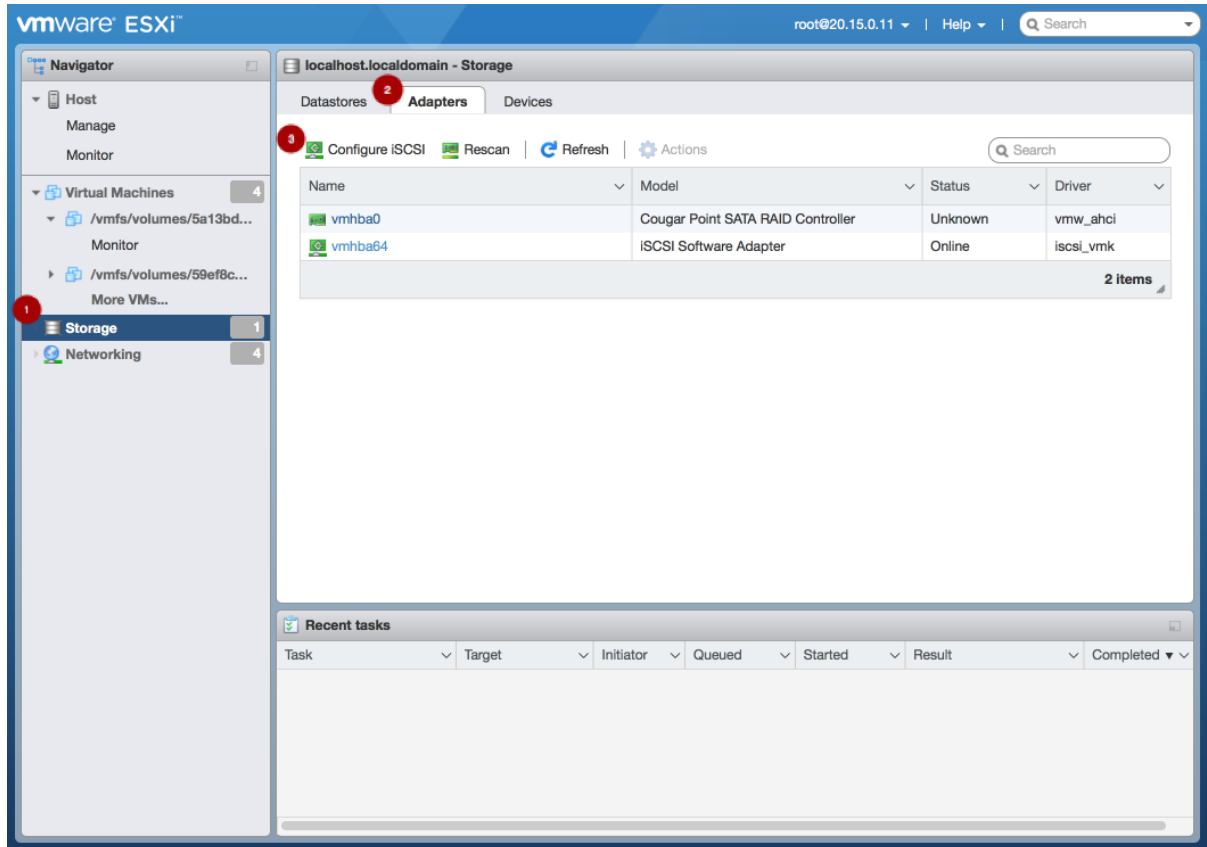 vmware ESXi™
root@20.15.0.11 | Help | Search
Navigator
Host
Manage
Monitor
Virtual Machines 4
/vmfs/volumes/5a13bd...
Monitor
/vmfs/volumes/59ef8c...
More VMs...
1
Storage 1
Networking 4
localhost.localdomain - Storage
2
Datastores Adapters Devices
3
Configure iSCSI Rescan | Refresh | Actions Search
Name Model Status Driver
vmhba0 Cougar Point SATA RAID Controller Unknown vmw_ahci
vmhba64 iSCSI Software Adapter Online iscsi_vmk
2 items
Recent tasks
Task Target Initiator Queued Started Result Completed